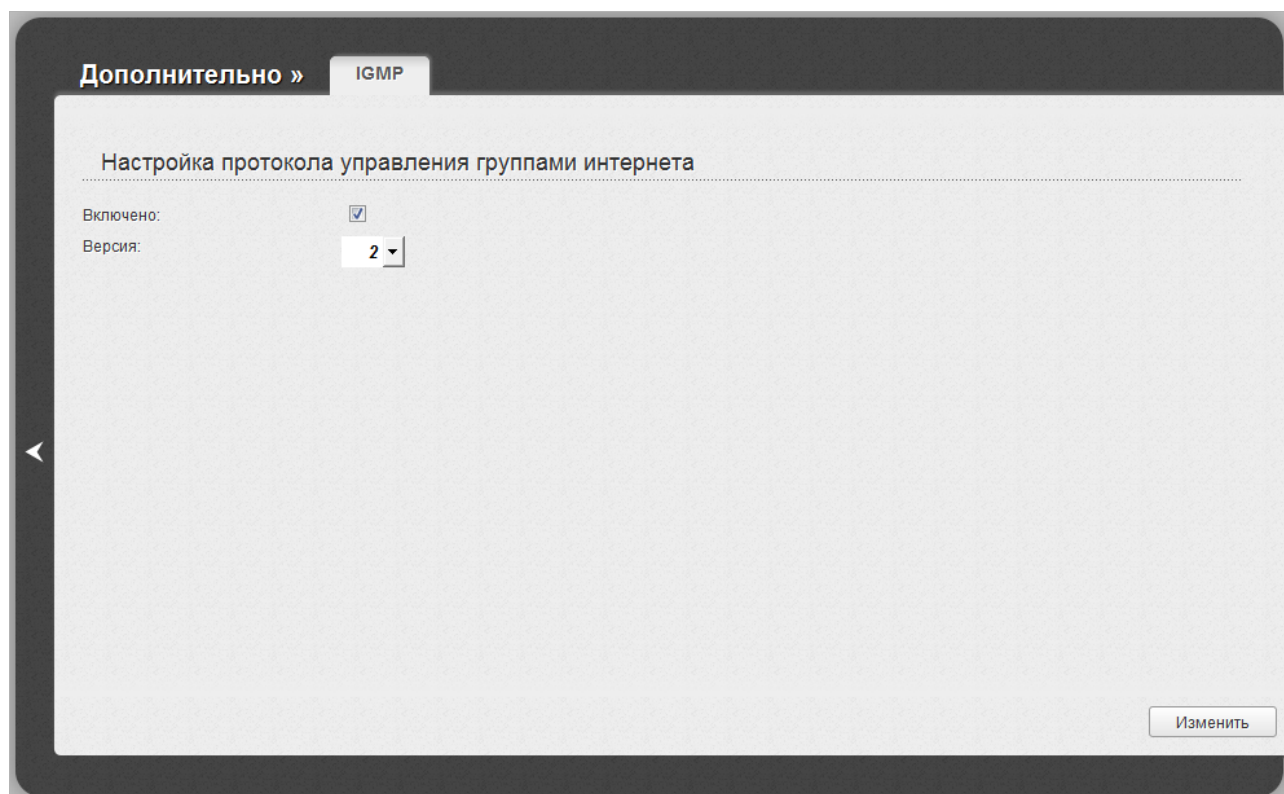 Дополнительно » IGMP
Настройка протокола управления группами интернета
Включено:
Версия: 2
Изменить